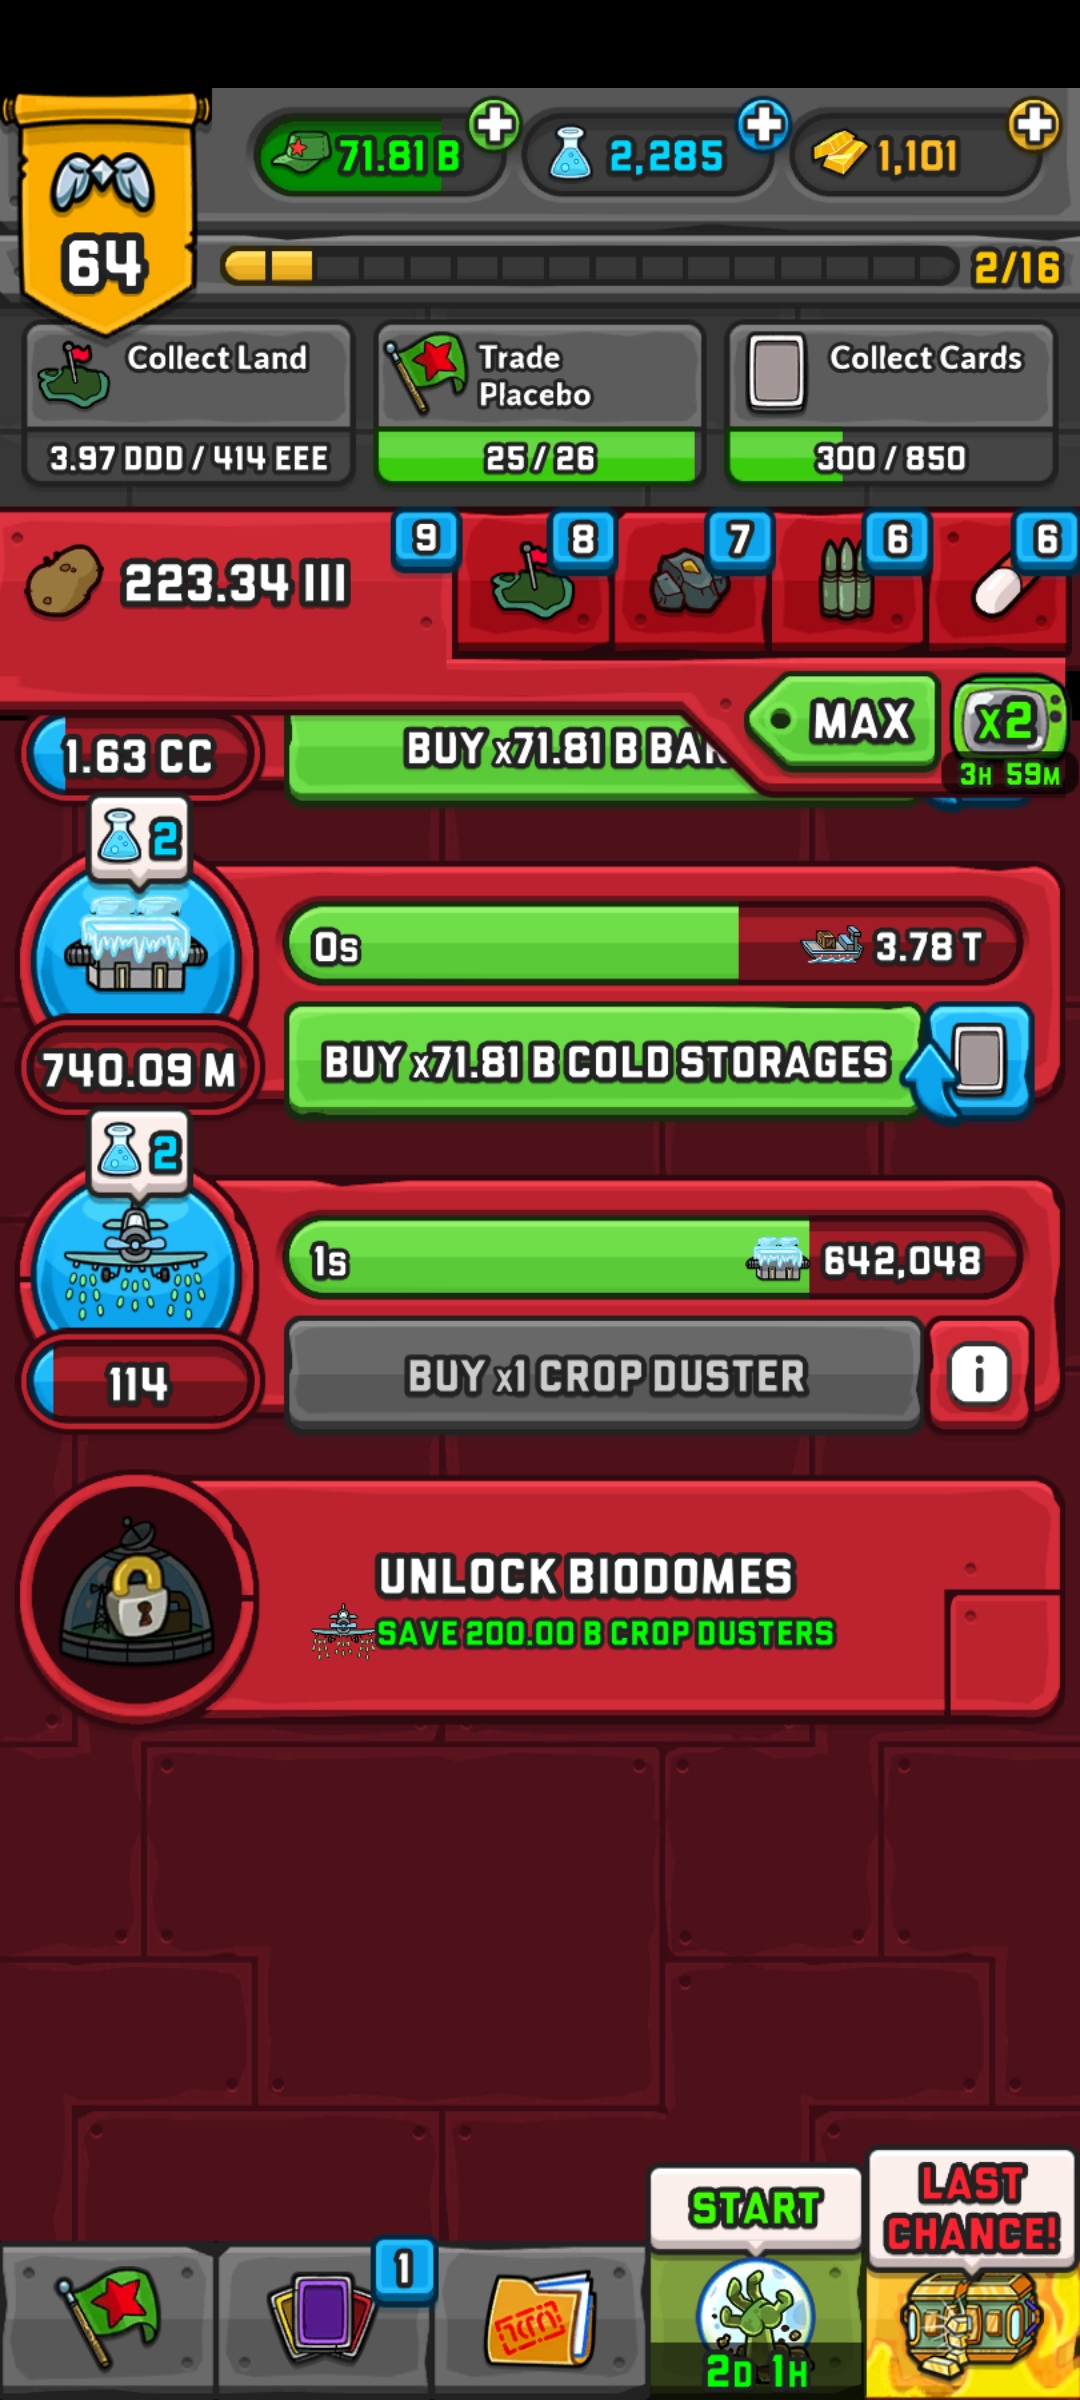 71.81 B
2,285
1,101
64
2/16
Collect Land
3.97 DDD / 414 EEE
Trade
Placebo
25 / 26
Collect Cards
300 / 850
223.34 III
9
8
7
6
6
MAX
x2
3H 59M
1.63 CC
BUY x71.81 B BAR
2
0s
3.78 T
740.09 M
BUY x71.81 B COLD STORAGES
2
1s
642,048
114
BUY x1 CROP DUSTER
i
UNLOCK BIODOMES
SAVE 200.00 B CROP DUSTERS
START
LAST
CHANCE!
1
2D 1H